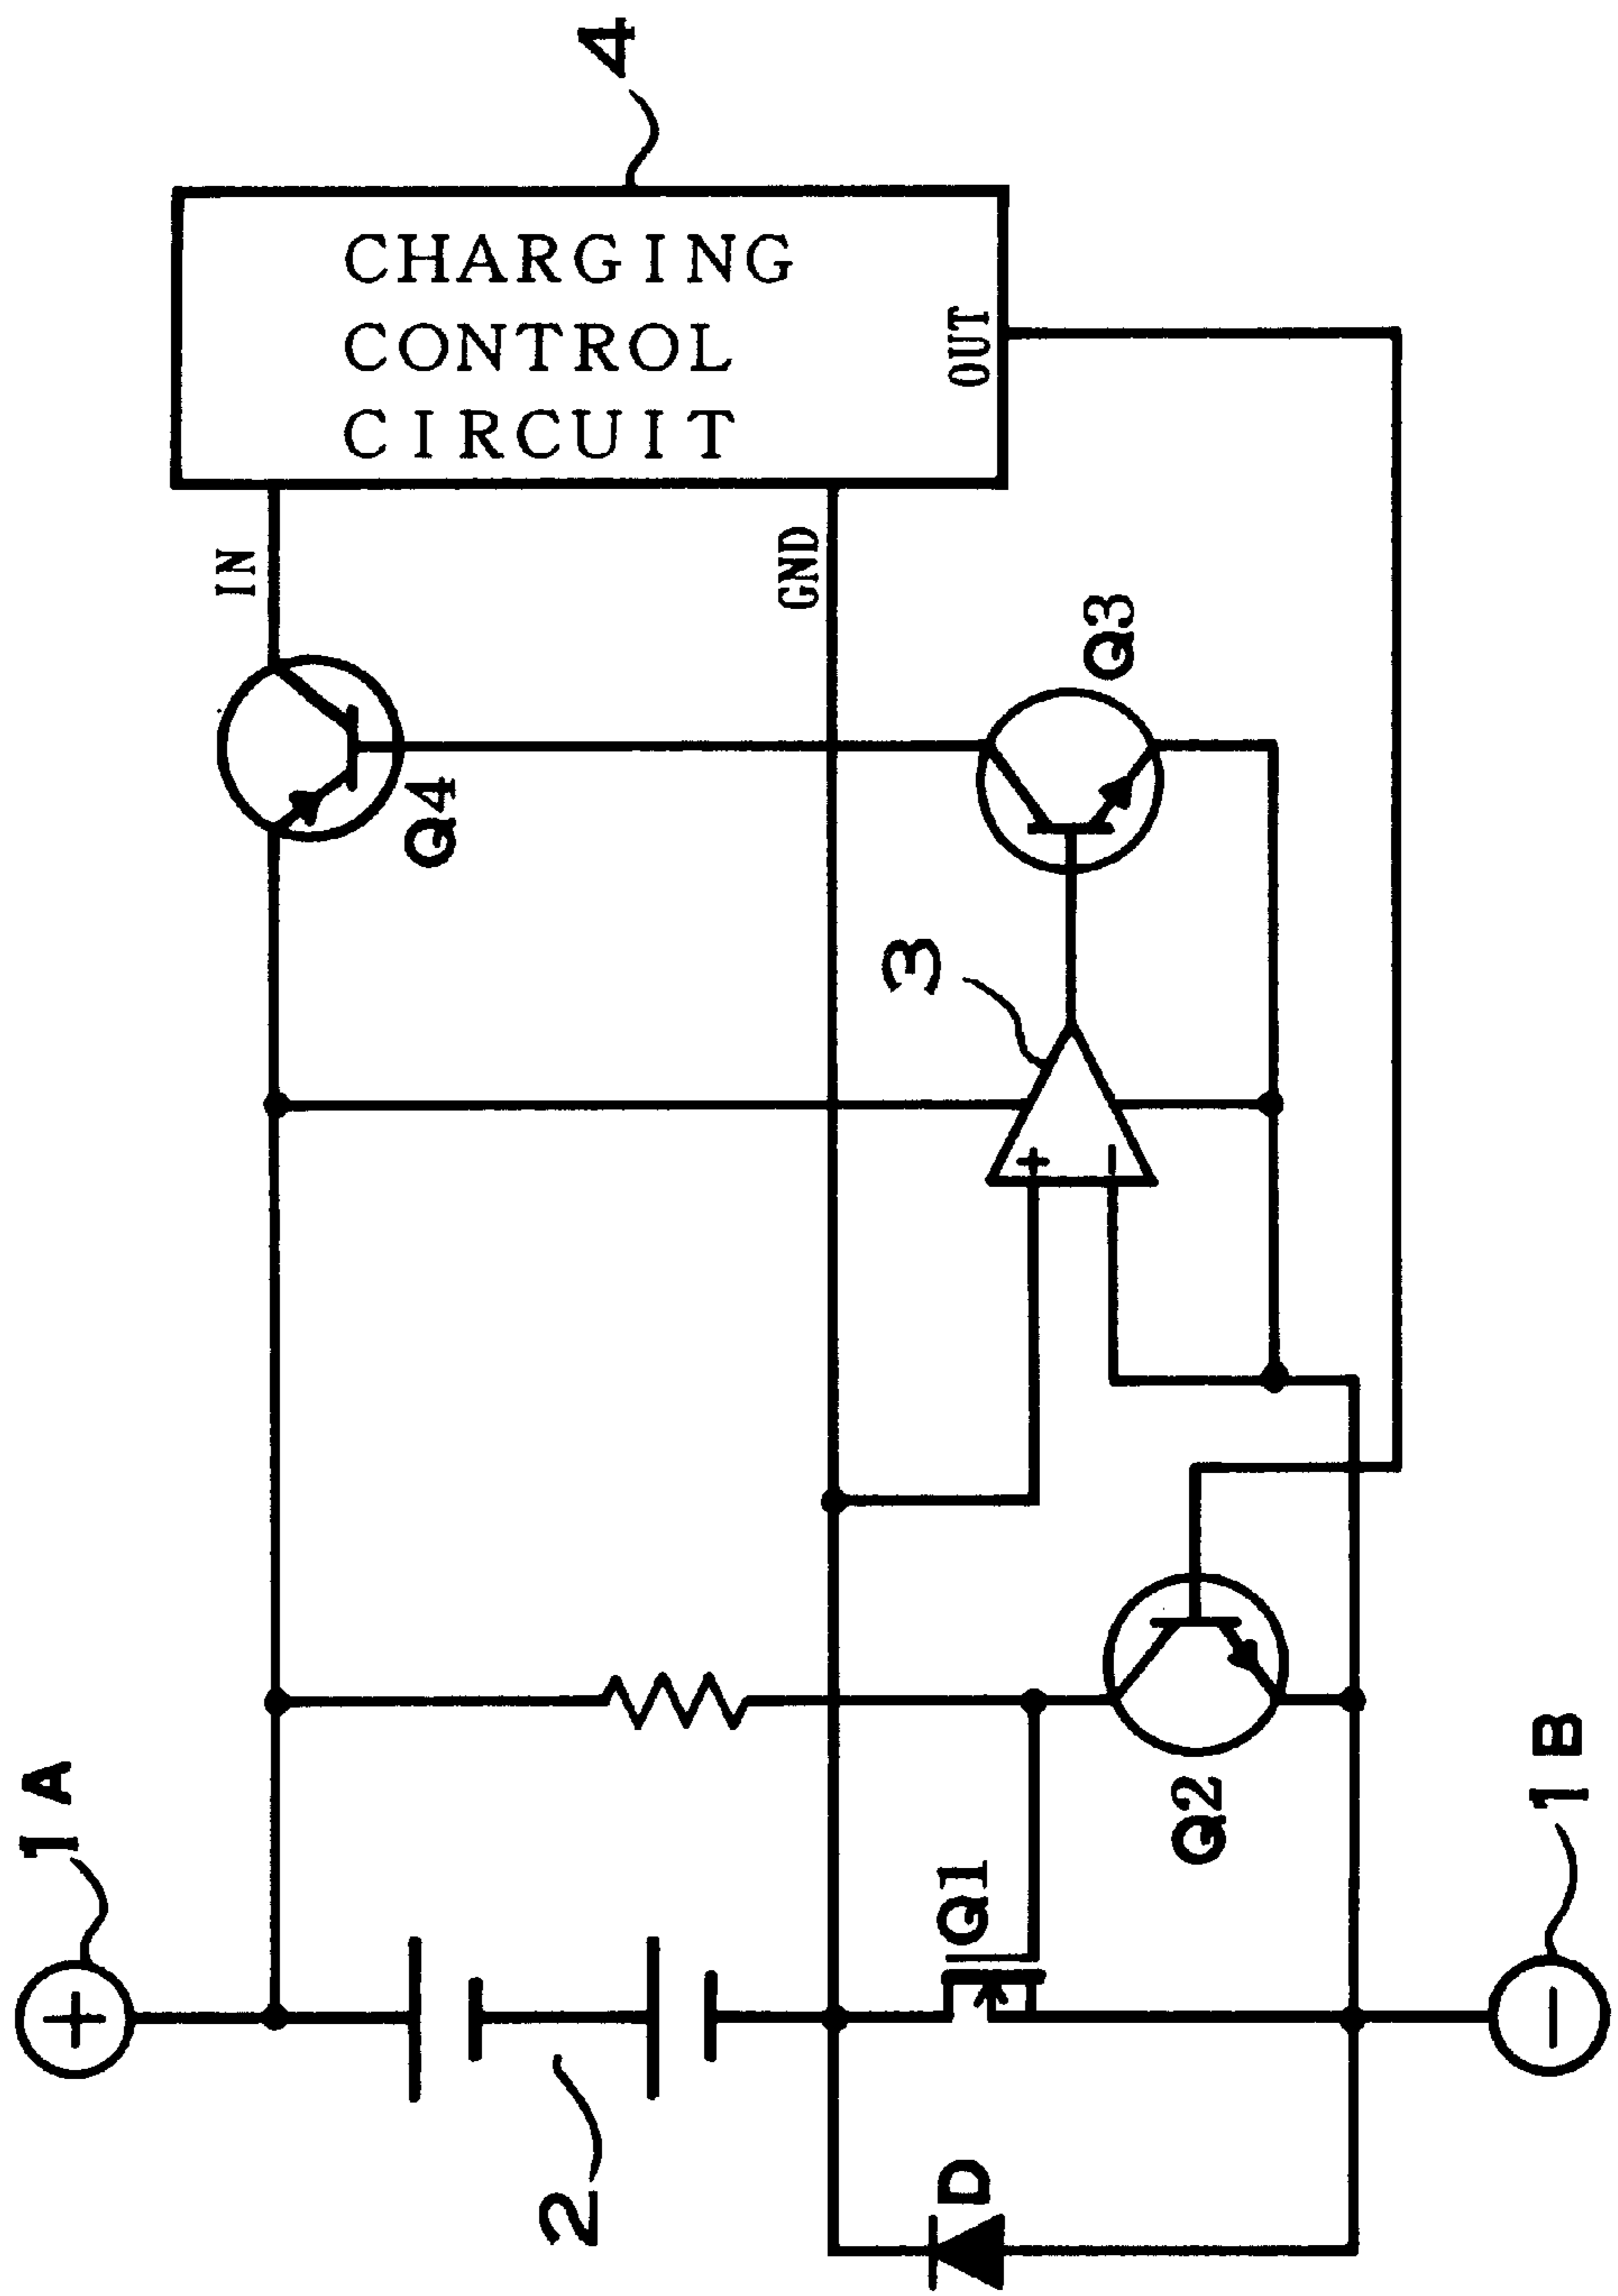 4
CHARGING
CONTROL
CIRCUIT
OUT
IN
GND
Q3
Q4
3
+
−
1A
+
Q2
1B
Q1
−
2
D